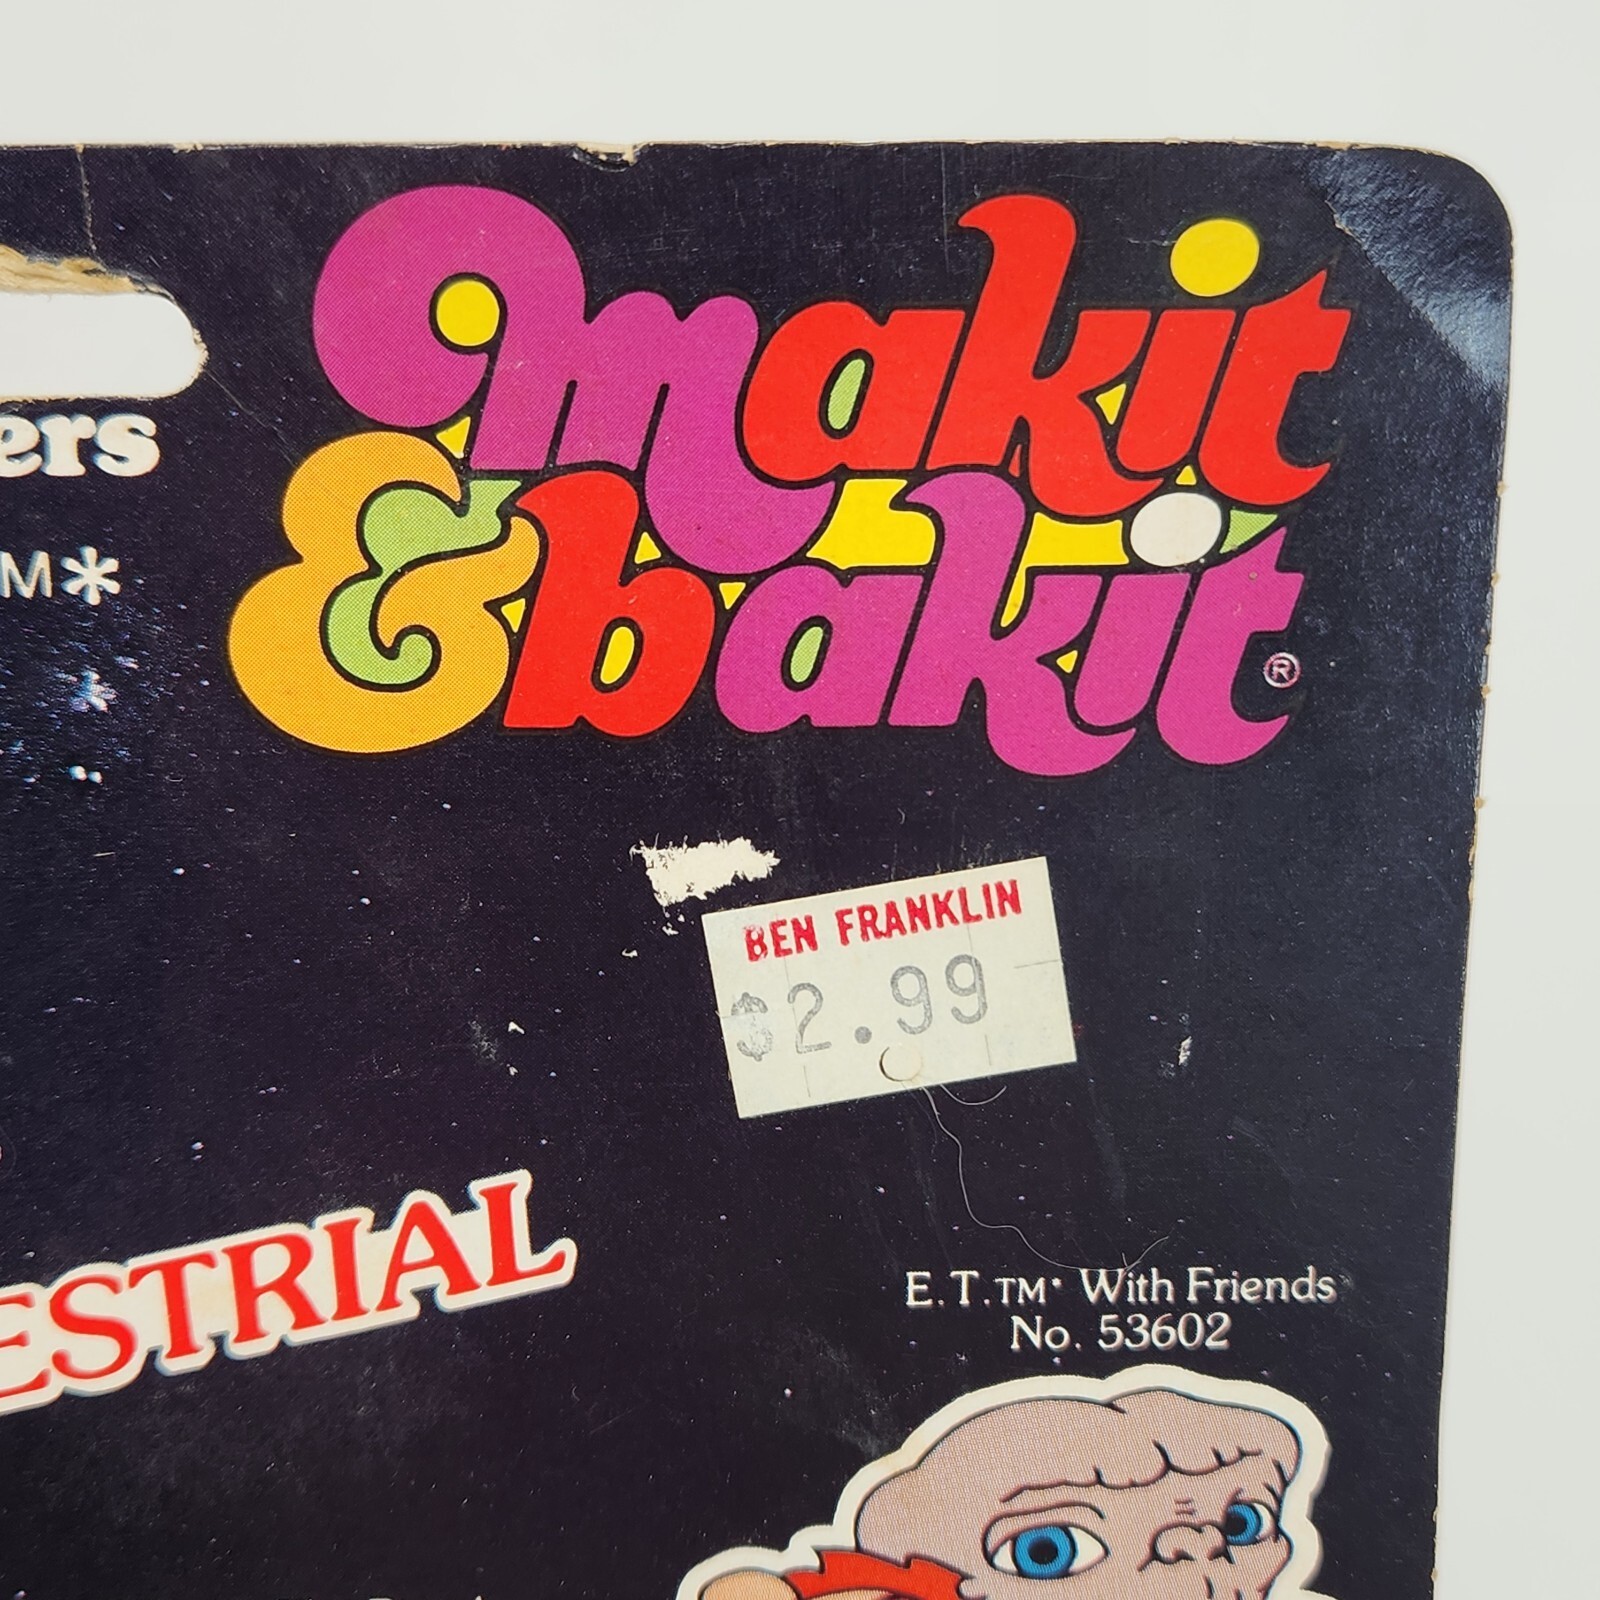 makit
& bakit®
ers
M*
BEN FRANKLIN
$2.99
ESTRIAL
E.T.™* With Friends
No. 53602